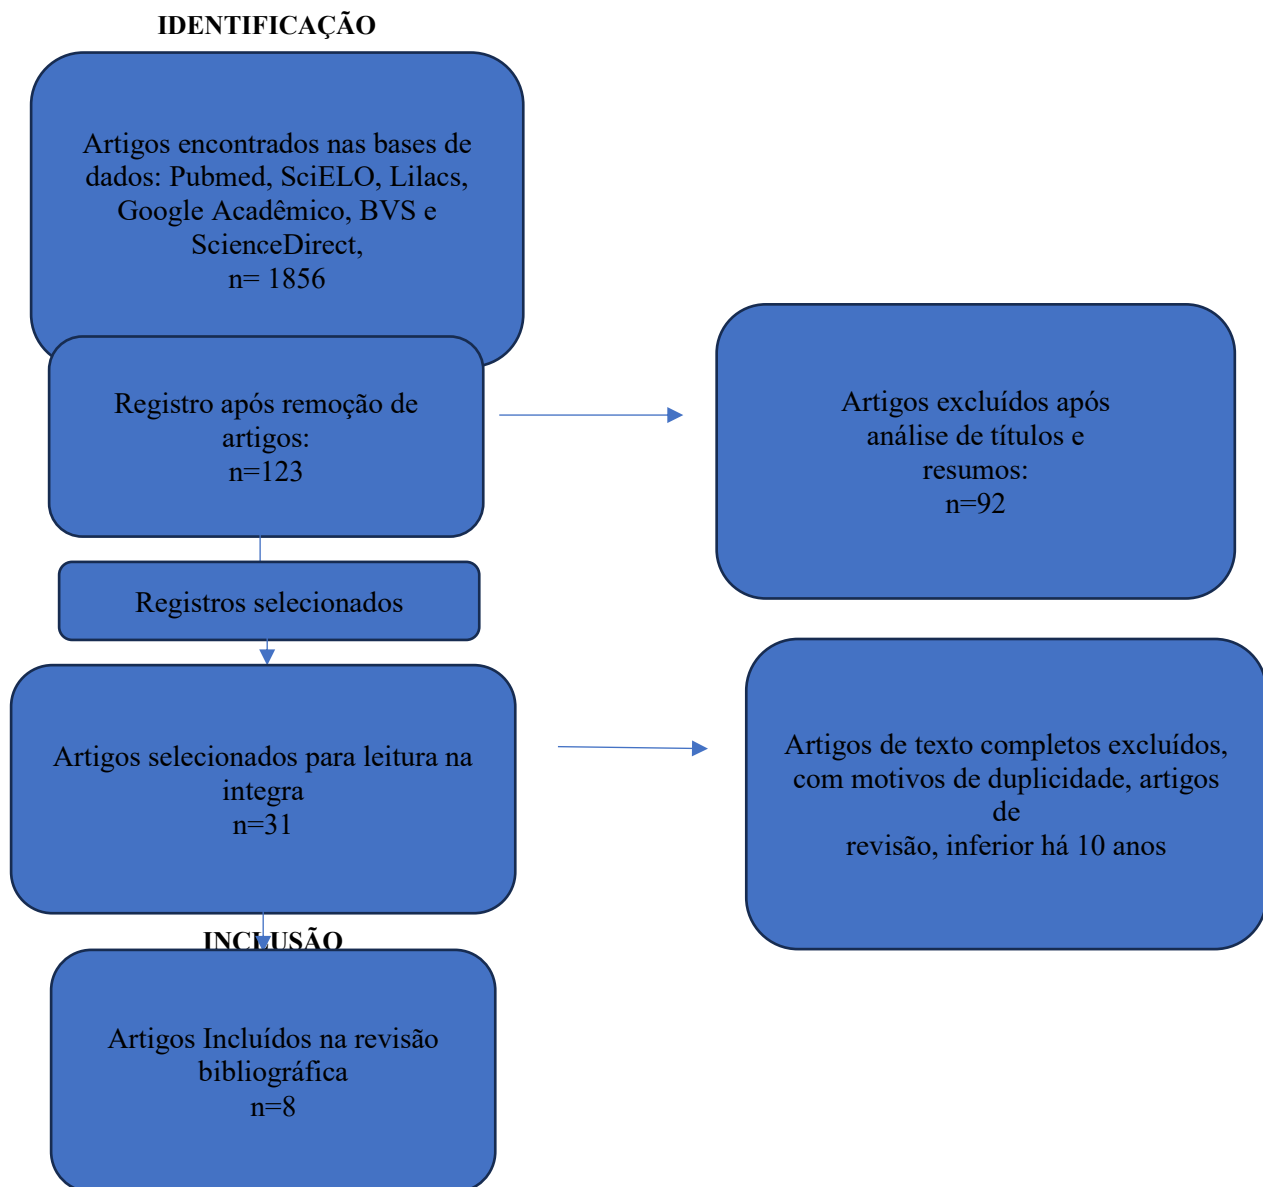 IDENTIFICAÇÃO
Artigos encontrados nas bases de
dados: Pubmed, SciELO, Lilacs,
Google Acadêmico, BVS e
ScienceDirect,
n= 1856
Registro após remoção de
artigos:
n=123
Artigos excluídos após
análise de títulos e
resumos:
n=92
Registros selecionados
Artigos selecionados para leitura na
integra
n=31
Artigos de texto completos excluídos,
com motivos de duplicidade, artigos
de
revisão, inferior há 10 anos
INCLUSÃO
Artigos Incluídos na revisão
bibliográfica
n=8